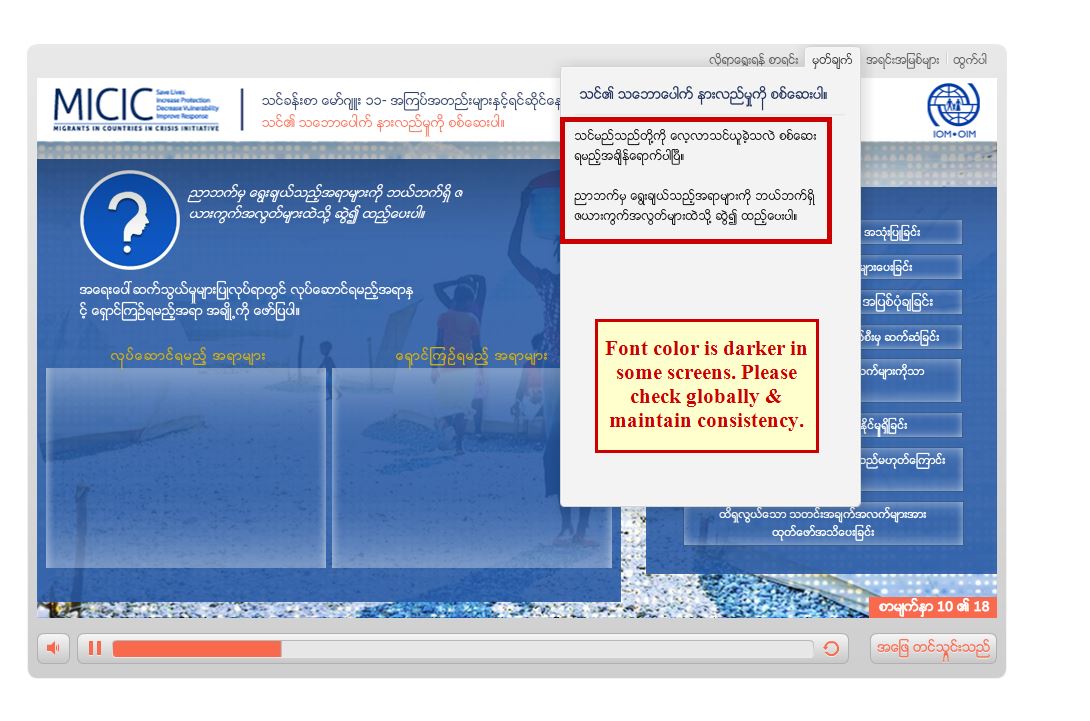 လိုရာရွေးရန် စာရင်း
မှတ်ချက်
အရင်းအမြစ်များ
ထွက်ပါ
MICIC
Save Lives
Increase Protection
Decrease Vulnerability
Improve Response
MIGRANTS IN COUNTRIES IN CRISIS INITIATIVE
သင်ခန်းစာ မော်ဂျူး ၁၁- အကြပ်အတည်းများနှင့်ရင်ဆိုင်နေ
သင်၏ သဘောပေါက် နားလည်မှုကို စစ်ဆေးပါ။
IOM•OIM
ညာဘက်မှ ရွေးချယ်သည့်အရာများကို ဘယ်ဘက်ရှိ ဇ
ယားကွက်အလွတ်များထဲသို့ ဆွဲ၍ ထည့်ပေးပါ။
အရေးပေါ် ဆက်သွယ်မှုများပြုလုပ်ရာတွင် လုပ်ဆောင်ရမည့်အရာန
င့် ရှောင်ကြဉ်ရမည့်အရာ အချို့ကို ဖော်ပြပါ။
လုပ်ဆောင်ရမည့် အရာများ
ရှောင်ကြဉ်ရမည့် အရာများ
သင်၏ သဘောပေါက် နားလည်မှုကို စစ်ဆေးပါ။
သင်မည်သည်တို့ကို လေ့လာသင်ယူခဲ့သလဲ စစ်ဆေး
ရမည့်အချိန်ရောက်ပါပြီ။
ညာဘက်မှ ရွေးချယ်သည့်အရာများကို ဘယ်ဘက်ရှိ
ဇယားကွက်အလွတ်များထဲသို့ ဆွဲ၍ ထည့်ပေးပါ။
Font color is darker in
some screens. Please
check globally &
maintain consistency.
အသုံးပြုခြင်း
များပေးခြင်း
အပြစ်ပုံချခြင်း
ဆက်ဆံခြင်း
နိုင်မှုရှိခြင်း
သည်မဟုတ်ကြောင်း
ထိရှလွယ်သော သတင်းအချက်အလက်များအား
ထုတ်ဖော်အသိပေးခြင်း
စာမျက်နှာ 10 ၏ 18
အဖြေ တင်သွင်းသည်